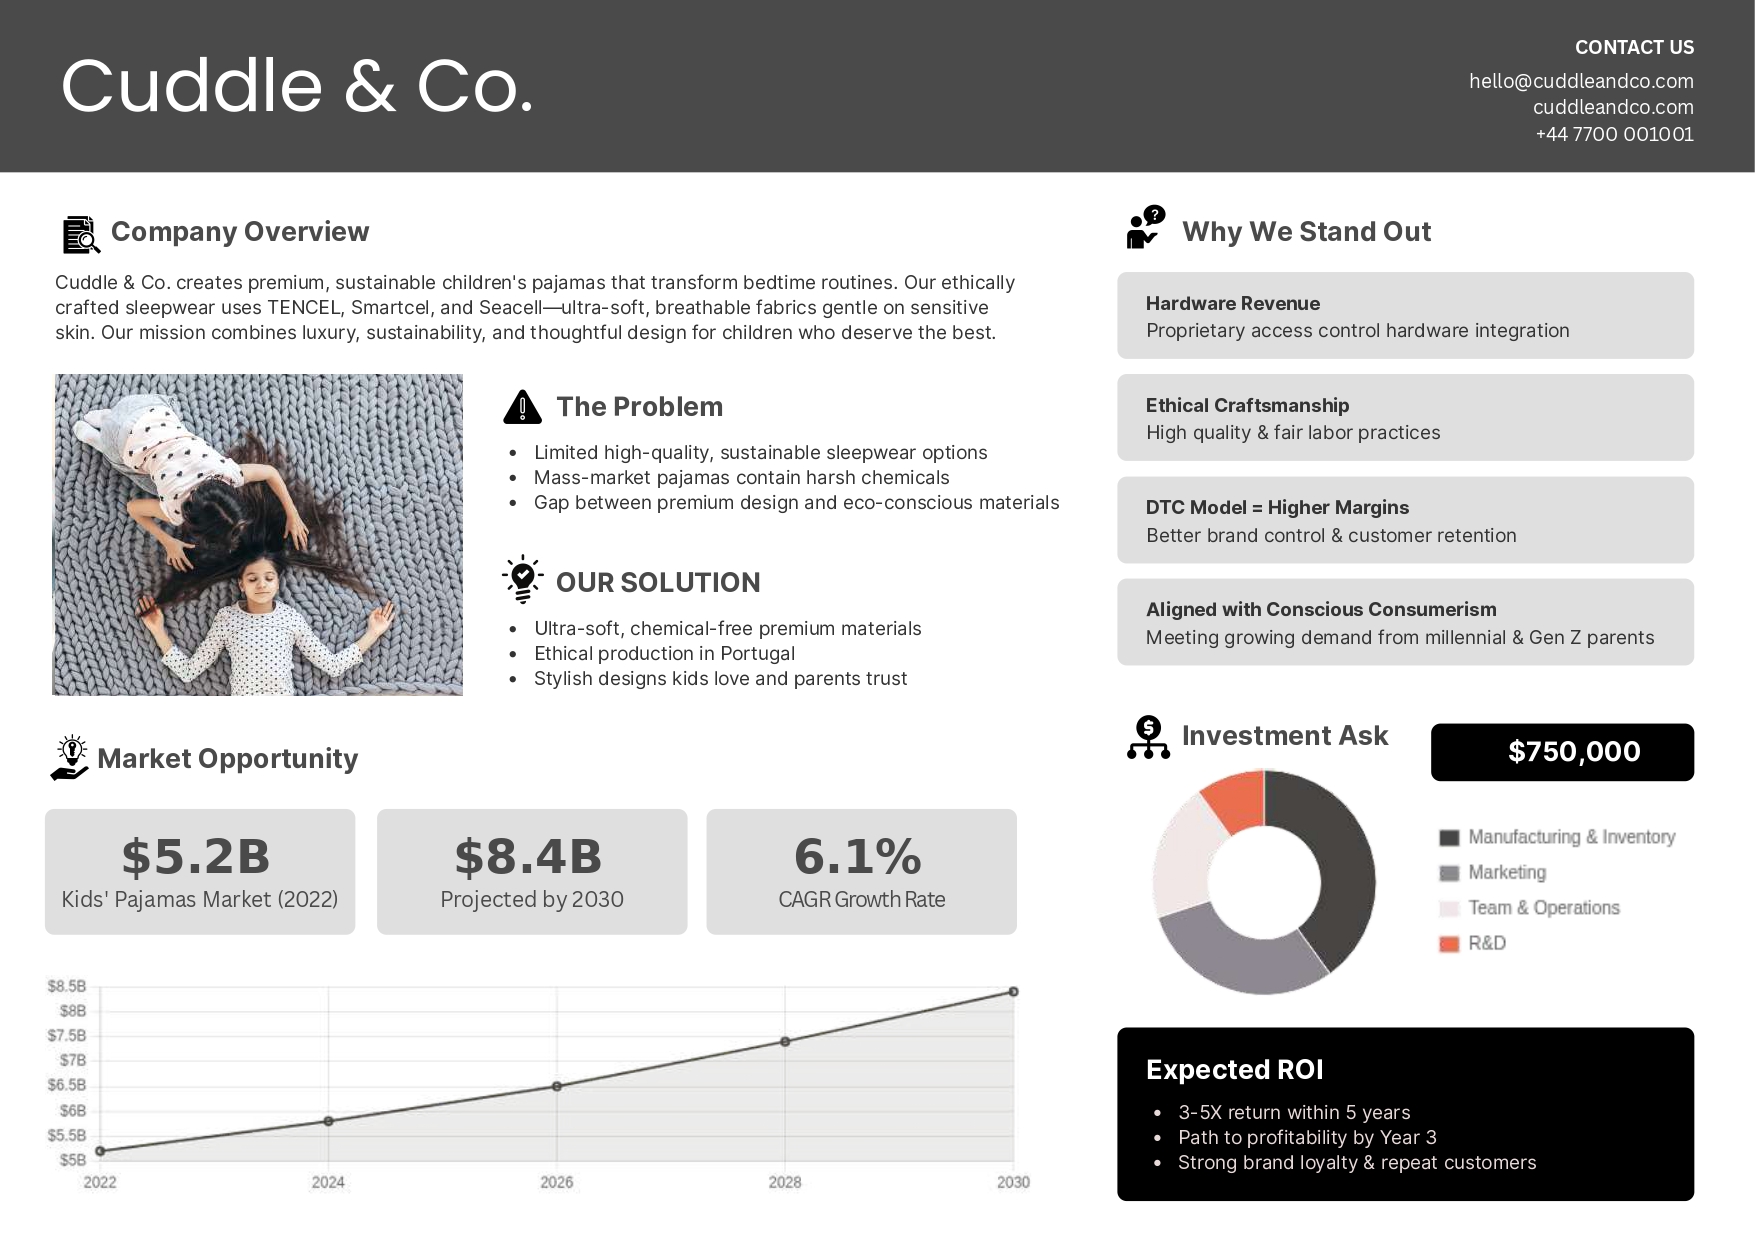 Cuddle & Co.
CONTACT US
hello@cuddleandco.com
cuddleandco.com
+44 7700 001001
Company Overview
Cuddle & Co. creates premium, sustainable children's pajamas that transform bedtime routines. Our ethically
crafted sleepwear uses TENCEL, Smartcel, and Seacell—ultra-soft, breathable fabrics gentle on sensitive
skin. Our mission combines luxury, sustainability, and thoughtful design for children who deserve the best.
The Problem
• Limited high-quality, sustainable sleepwear options
• Mass-market pajamas contain harsh chemicals
• Gap between premium design and eco-conscious materials
OUR SOLUTION
• Ultra-soft, chemical-free premium materials
• Ethical production in Portugal
• Stylish designs kids love and parents trust
Market Opportunity
$5.2B
Kids' Pajamas Market (2022)
$8.4B
Projected by 2030
6.1%
CAGR Growth Rate
$8.5B
$8B
$7.5B
$7B
$6.5B
$6B
$5.5B
$5B
2022 2024 2026 2028 2030
Why We Stand Out
?
Hardware Revenue
Proprietary access control hardware integration
Ethical Craftsmanship
High quality & fair labor practices
DTC Model = Higher Margins
Better brand control & customer retention
Aligned with Conscious Consumerism
Meeting growing demand from millennial & Gen Z parents
$
Investment Ask
$750,000
Manufacturing & Inventory
Marketing
Team & Operations
R&D
Expected ROI
• 3-5X return within 5 years
• Path to profitability by Year 3
• Strong brand loyalty & repeat customers